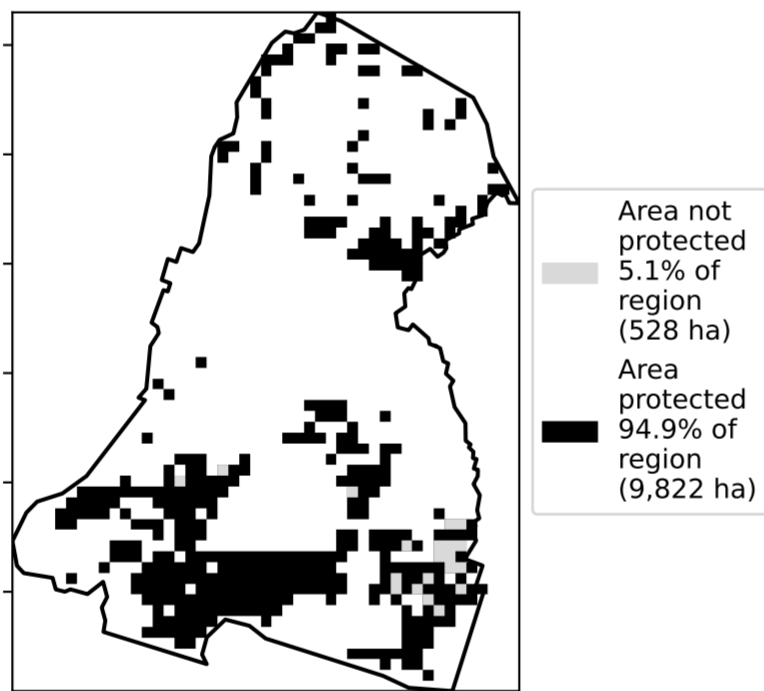 Area not
protected
5.1% of
region
(528 ha)
Area
protected
94.9% of
region
(9,822 ha)